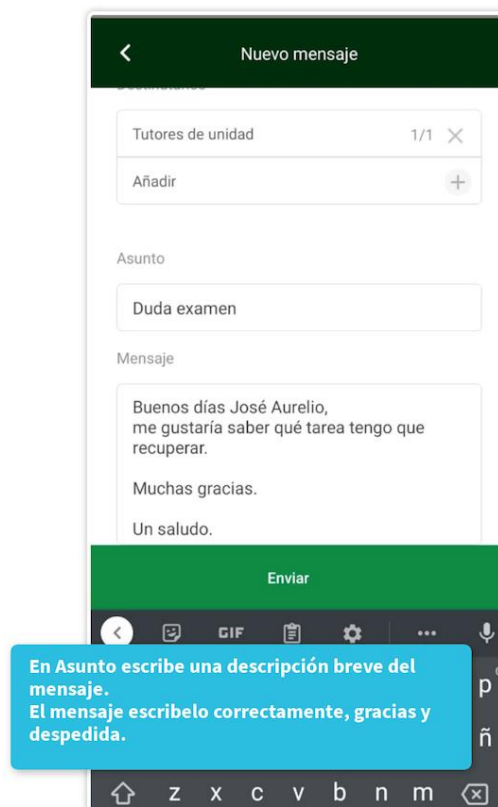 Nuevo mensaje
Tutores de unidad 1/1
Añadir
Asunto
Duda examen
Mensaje
Buenos días José Aurelio,
me gustaría saber qué tarea tengo que
recuperar.
Muchas gracias.
Un saludo.
Enviar
GIF
En Asunto escribe una descripción breve del
mensaje.
El mensaje escribelo correctamente, gracias y
despedida.
p
ñ
z x c v b n m